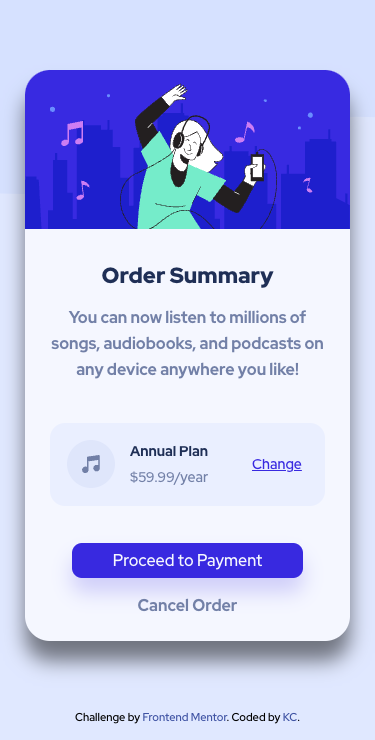 Order Summary
You can now listen to millions of
songs, audiobooks, and podcasts on
any device anywhere you like!
Annual Plan
$59.99/year
Change
Proceed to Payment
Cancel Order
Challenge by Frontend Mentor. Coded by KC.